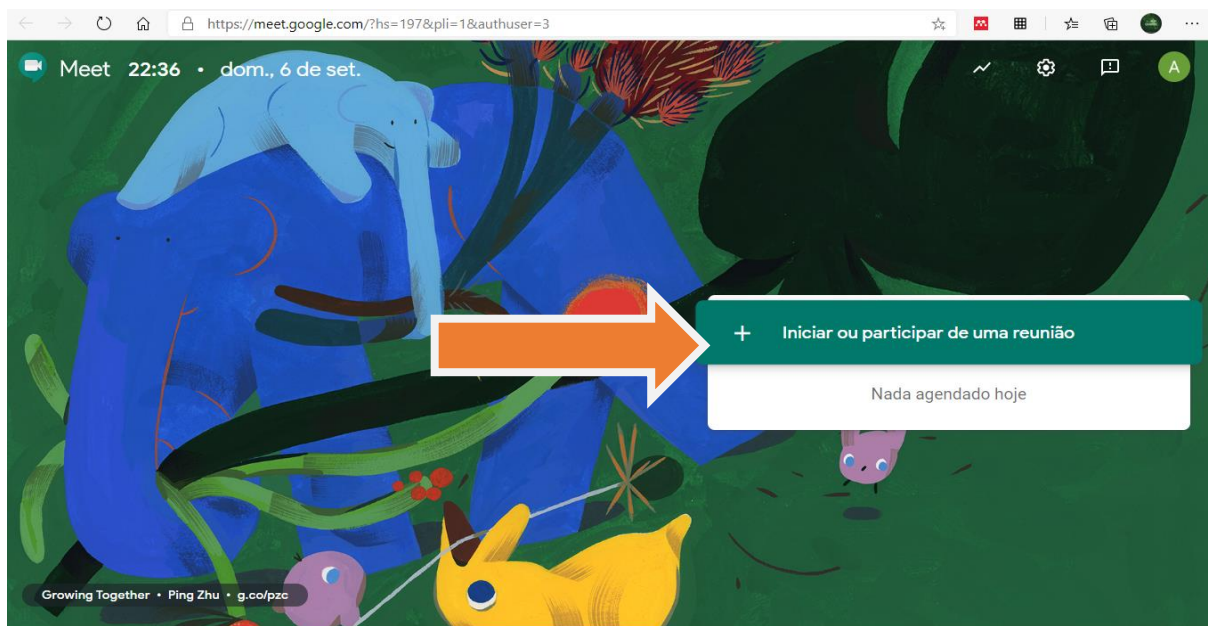 https://meet.google.com/?hs=197&pli=1&authuser=3
Meet 22:36 • dom., 6 de set.
A
+ Iniciar ou participar de uma reunião
Nada agendado hoje
Growing Together • Ping Zhu • g.co/pzc